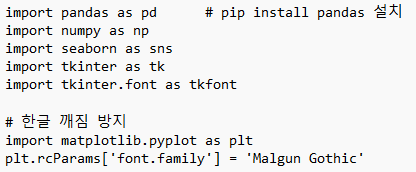 import pandas as pd      # pip install pandas 설치
import numpy as np
import seaborn as sns
import tkinter as tk
import tkinter.font as tkfont

# 한글 깨짐 방지
import matplotlib.pyplot as plt
plt.rcParams['font.family'] = 'Malgun Gothic'